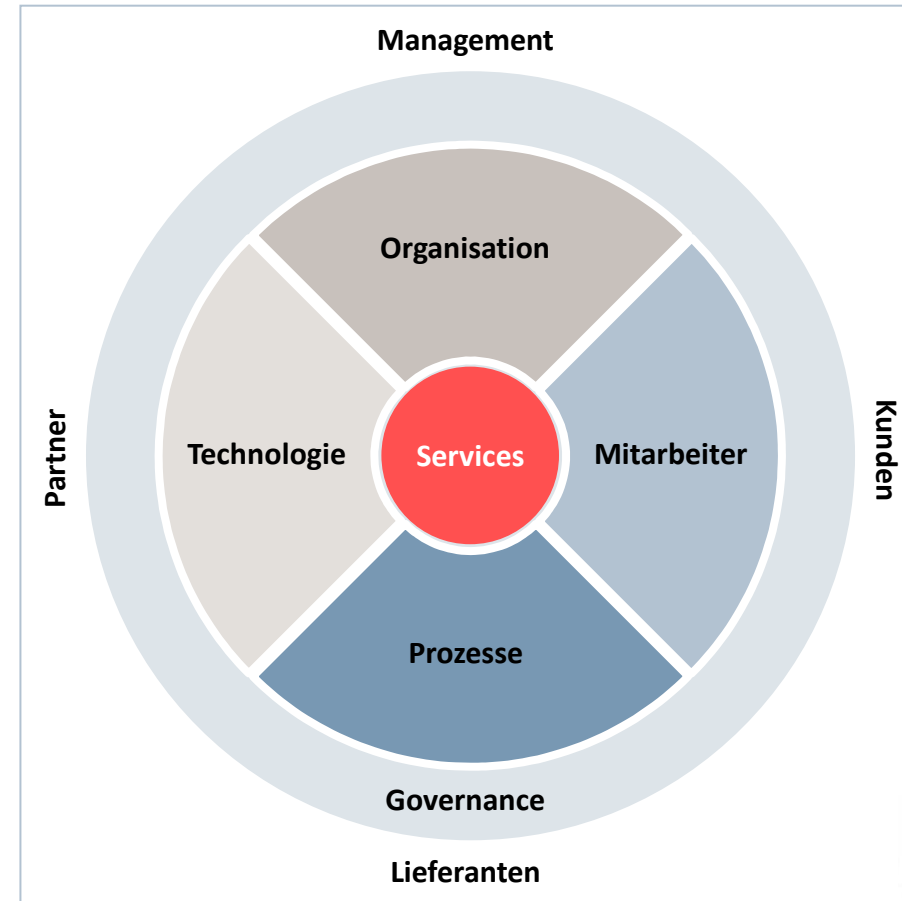 Management
Organisation
Partner
Technologie
Services
Mitarbeiter
Kunden
Prozesse
Governance
Lieferanten